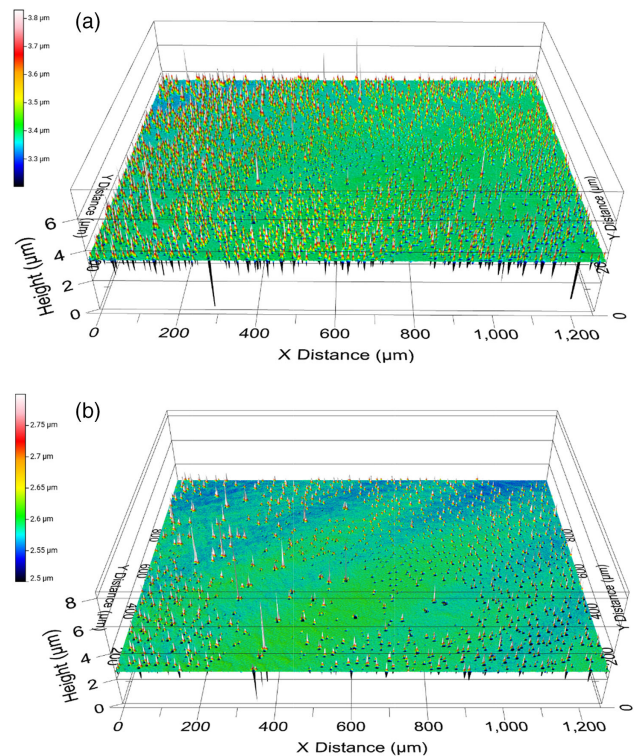 (a)
3.8 µm
3.7 µm
3.6 µm
3.5 µm
3.4 µm
3.3 µm
Y Distance (µm)
Y Distance (µm)
6
4
2
0
Height (µm)
0
0
200
400
600
800
1,000
1,200
X Distance (µm)
(b)
2.75 µm
2.7 µm
2.65 µm
2.6 µm
2.55 µm
2.5 µm
800
600
400
200
Y Distance (µm)
800
600
400
200
0
Y Distance (µm)
8
6
4
2
0
Height (µm)
0
200
400
600
800
1,000
1,200
X Distance (µm)